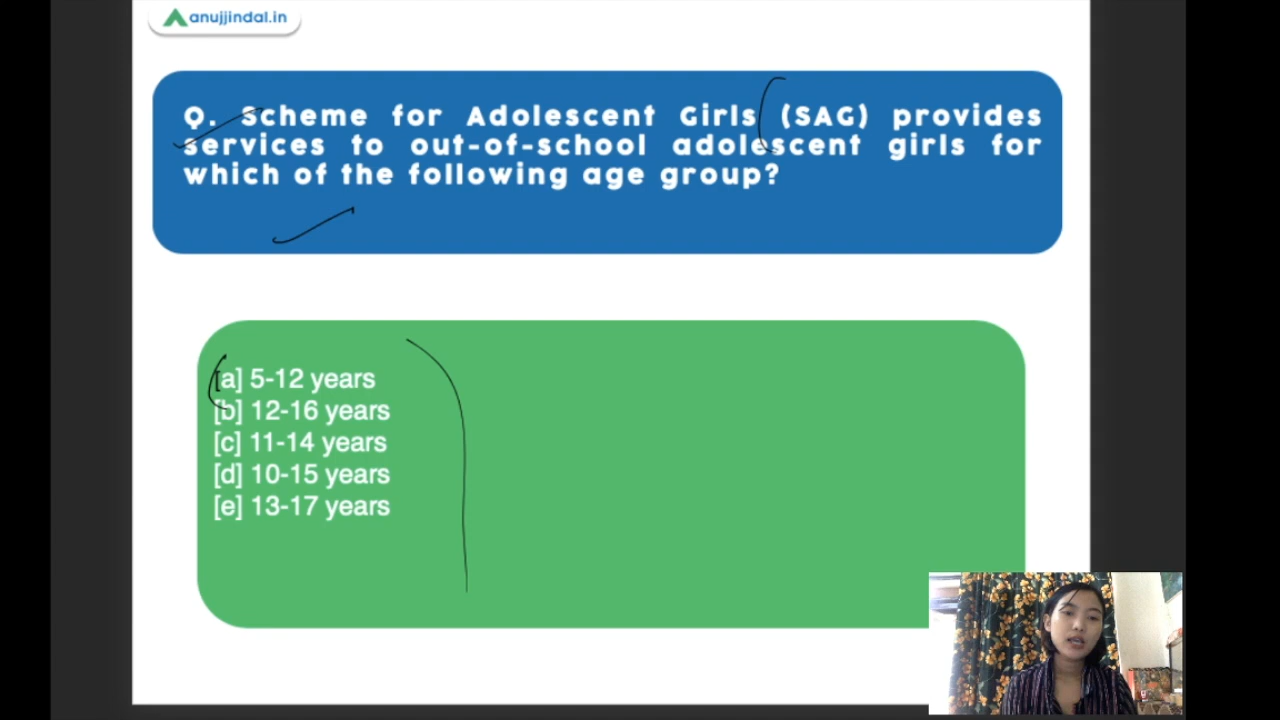 anujjindal.in
Q. Scheme for Adolescent Girls (SAG) provides
services to out-of-school adolescent girls for
which of the following age group?
[a] 5-12 years
[b] 12-16 years
[c] 11-14 years
[d] 10-15 years
[e] 13-17 years